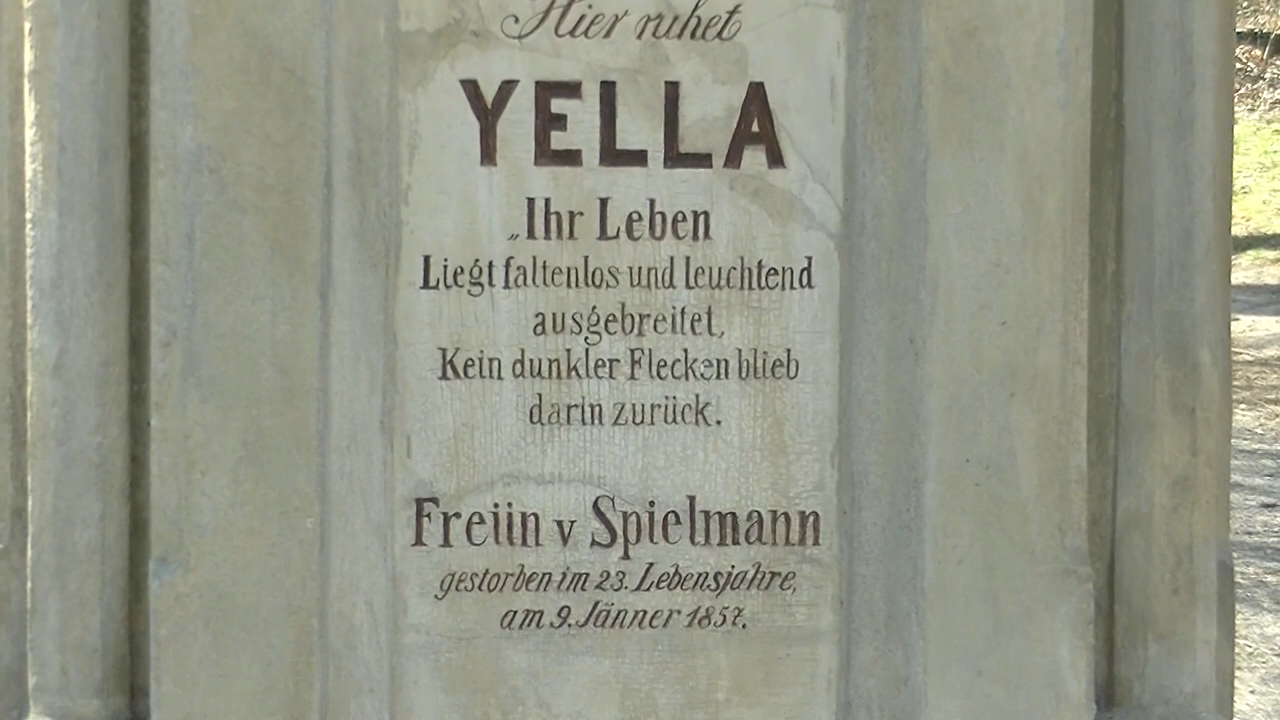 Hier ruhet
YELLA
„Ihr Leben
Liegt faltenlos und leuchtend
ausgebreitet,
Kein dunkler Flecken blieb
darin zurück.
Freiin v Spielmann
gestorben im 23. Lebensjahre,
am 9. Jänner 1857.